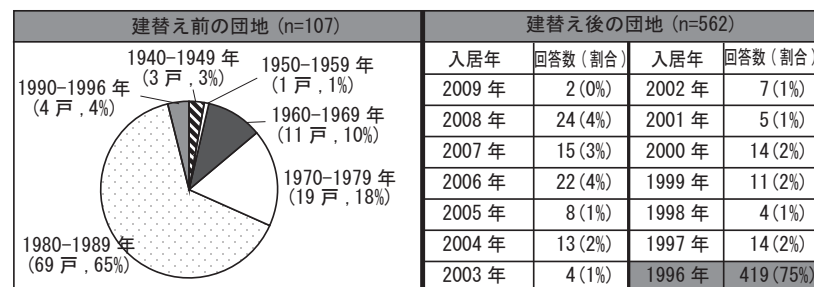 建替え前の団地 (n=107)
1940-1949 年
(3 戸 , 3%)
1950-1959 年
(1 戸 , 1%)
1990-1996 年
(4 戸 , 4%)
1960-1969 年
(11 戸 , 10%)
1970-1979 年
(19 戸 , 18%)
1980-1989 年
(69 戸 , 65%)
建替え後の団地 (n=562)
入居年 回答数 ( 割合 ) 入居年 回答数 ( 割合 )
2009 年 2 (0%) 2002 年 7 (1%)
2008 年 24 (4%) 2001 年 5 (1%)
2007 年 15 (3%) 2000 年 14 (2%)
2006 年 22 (4%) 1999 年 11 (2%)
2005 年 8 (1%) 1998 年 4 (1%)
2004 年 13 (2%) 1997 年 14 (2%)
2003 年 4 (1%) 1996 年 419 (75%)